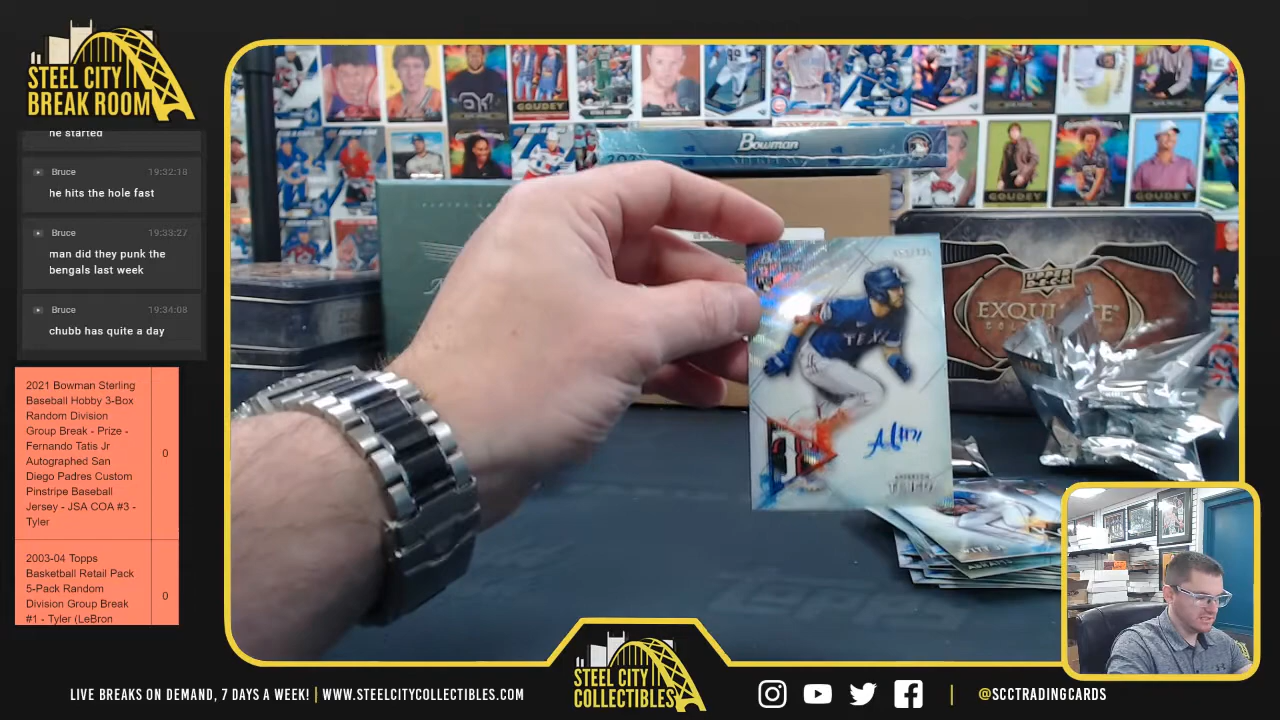 STEEL CITY
BREAK ROOM
he started
Bruce 19:32:18
he hits the hole fast
Bruce 19:33:27
man did they punk the
bengals last week
Bruce 19:34:08
chubb has quite a day
2021 Bowman Sterling
Baseball Hobby 3-Box
Random Division
Group Break - Prize -
Fernando Tatis Jr
Autographed San
Diego Padres Custom
Pinstripe Baseball
Jersey - JSA COA #3 -
Tyler
0
2003-04 Topps
Basketball Retail Pack
5-Pack Random
Division Group Break
#1 - Tyler (LeBron
0
GOUDEY
Bowman
GOUDEY
GOUDEY
UPPER DECK
EXQUISITE
TEXAS
ANDERSON
TEJEDA
STEEL CITY
COLLECTIBLES
LIVE BREAKS ON DEMAND, 7 DAYS A WEEK! | WWW.STEELCITYCOLLECTIBLES.COM
| @SCCTRADINGCARDS